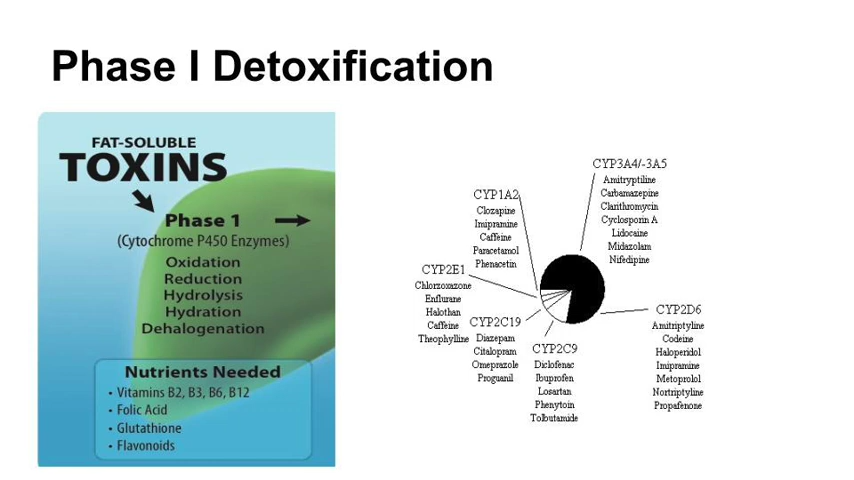 Phase I Detoxification
FAT-SOLUBLE
TOXINS
Phase 1
(Cytochrome P450 Enzymes)
Oxidation
Reduction
Hydrolysis
Hydration
Dehalogenation
Nutrients Needed
• Vitamins B2, B3, B6, B12
• Folic Acid
• Glutathione
• Flavonoids
CYP3A4/-3A5
Amitryptiline
Carbamazepine
Clarithromycin
Cyclosporin A
Lidocaine
Midazolam
Nifedipine
CYP1A2
Clozapine
Imipramine
Caffeine
Paracetamol
Phenacetin
CYP2E1
Chlorzoxazone
Enflurane
Halothan
Caffeine
Theophylline
CYP2C19
Diazepam
Citalopram
Omeprazole
Proguanil
CYP2C9
Diclofenac
Ibuprofen
Losartan
Phenytoin
Tolbutamide
CYP2D6
Amitriptyline
Codeine
Haloperidol
Imipramine
Metoprolol
Nortriptyline
Propafenone